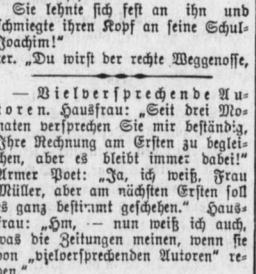 Sie lehnte sich fest an ihn und
schmiegte ihren Kopf an seine Schul-
Joachim!"
er. „Du wirst der rechte Weggenosse,
— Vielversprechende Au-
toren. Hausfrau: „Seit drei Mo-
naten versprechen Sie mir beständig,
Ihre Rechnung am Ersten zu beglei-
chen, aber es bleibt immer dabei!"
Armer Poet: „Ja, ich weiß, Frau
Müller, aber am nächsten Ersten soll
es ganz bestimmt geschehen." Haus-
frau: „Hm, — nun weiß ich auch,
was die Zeitungen meinen, wenn sie
von „vielversprechenden Autoren" re-
den."